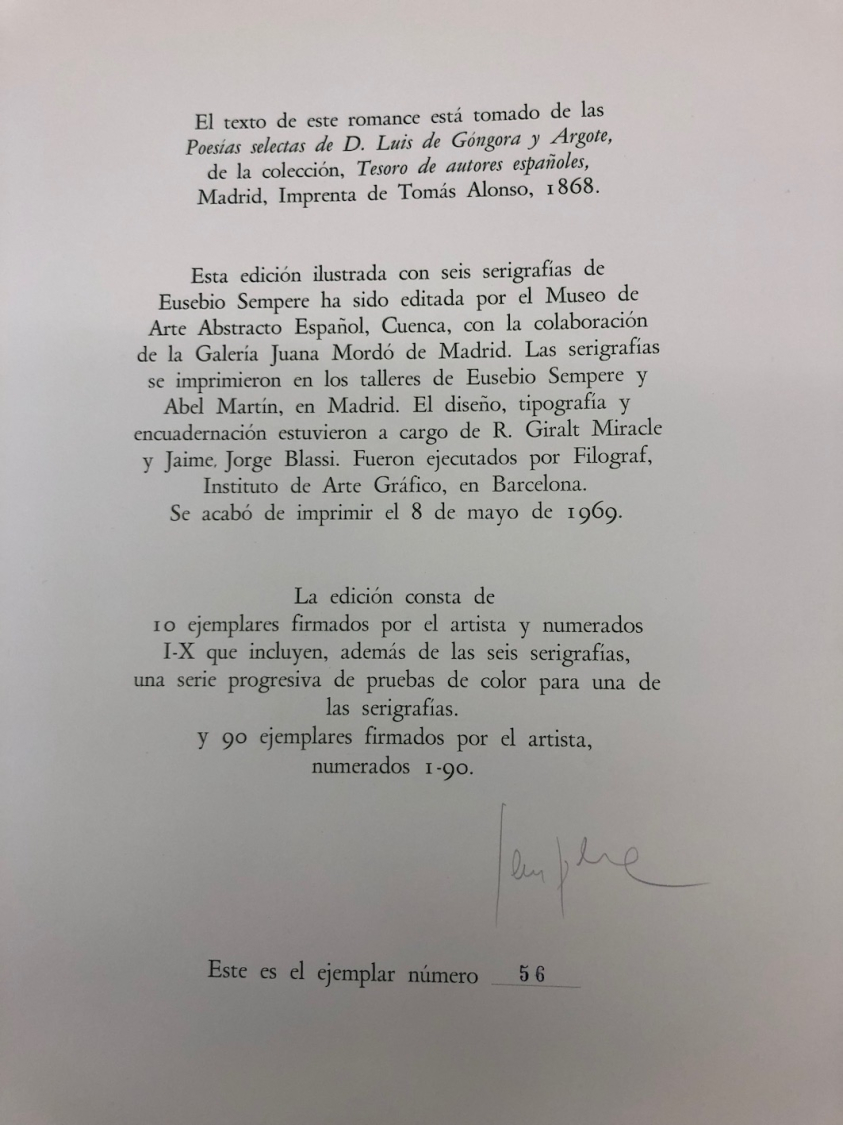 El texto de este romance está tomado de las
Poesías selectas de D. Luis de Góngora y Argote,
de la colección, Tesoro de autores españoles,
Madrid, Imprenta de Tomás Alonso, 1868.
Esta edición ilustrada con seis serigrafías de
Eusebio Sempere ha sido editada por el Museo de
Arte Abstracto Español, Cuenca, con la colaboración
de la Galería Juana Mordó de Madrid. Las serigrafías
se imprimieron en los talleres de Eusebio Sempere y
Abel Martín, en Madrid. El diseño, tipografía y
encuadernación estuvieron a cargo de R. Giralt Miracle
y Jaime, Jorge Blassi. Fueron ejecutados por Filograf,
Instituto de Arte Gráfico, en Barcelona.
Se acabó de imprimir el 8 de mayo de 1969.
La edición consta de
10 ejemplares firmados por el artista y numerados
I-X que incluyen, además de las seis serigrafías,
una serie progresiva de pruebas de color para una de
las serigrafías.
y 90 ejemplares firmados por el artista,
numerados 1-90.
Sempere
Este es el ejemplar número 56